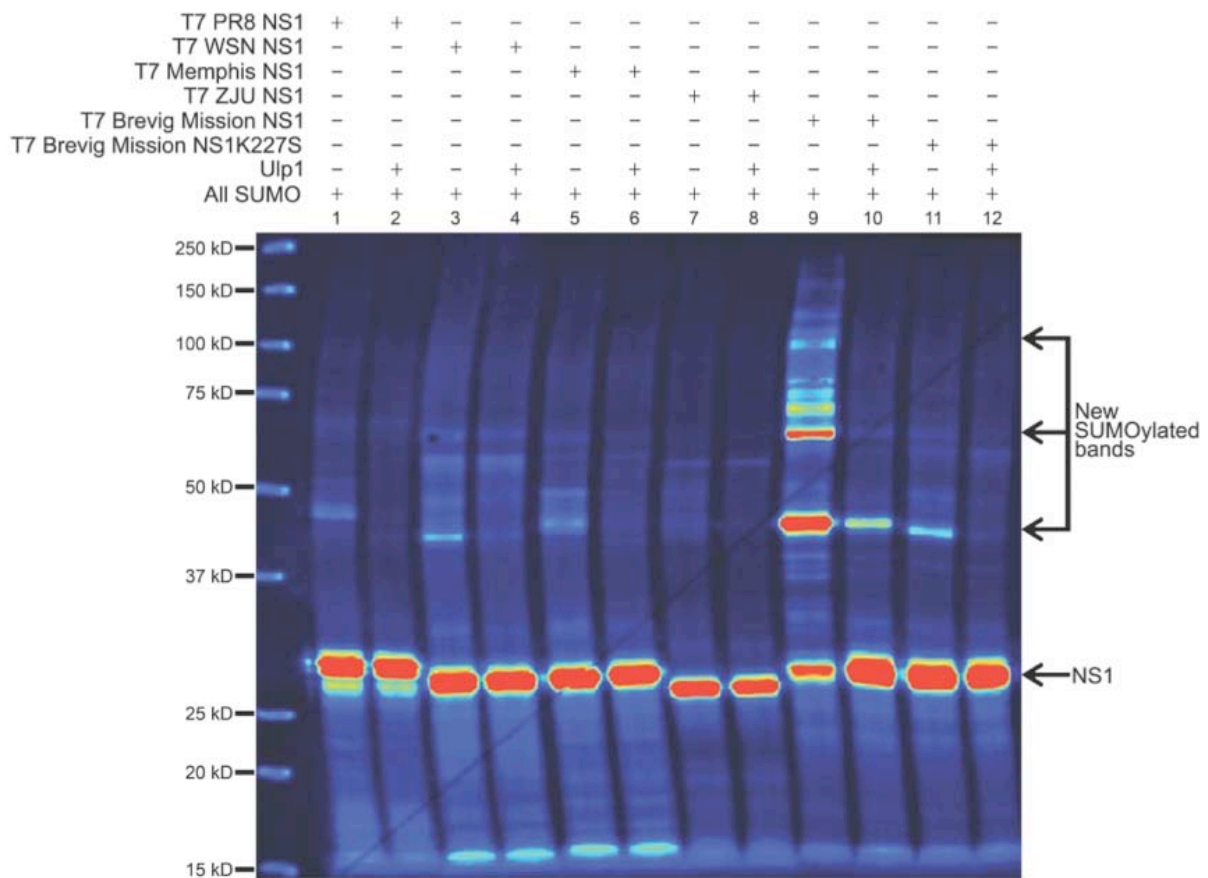 T7 PR8 NS1 + + − − − − − − − − − −
T7 WSN NS1 − − + + − − − − − − − −
T7 Memphis NS1 − − − − + + − − − − − −
T7 ZJU NS1 − − − − − − + + − − − −
T7 Brevig Mission NS1 − − − − − − − − + + − −
T7 Brevig Mission NS1K227S − − − − − − − − − − + +
Ulp1 − + − + − + − + − + − +
All SUMO + + + + + + + + + + + +
1 2 3 4 5 6 7 8 9 10 11 12
250 kD
150 kD
100 kD
75 kD
50 kD
37 kD
25 kD
20 kD
15 kD
New
SUMOylated
bands
NS1